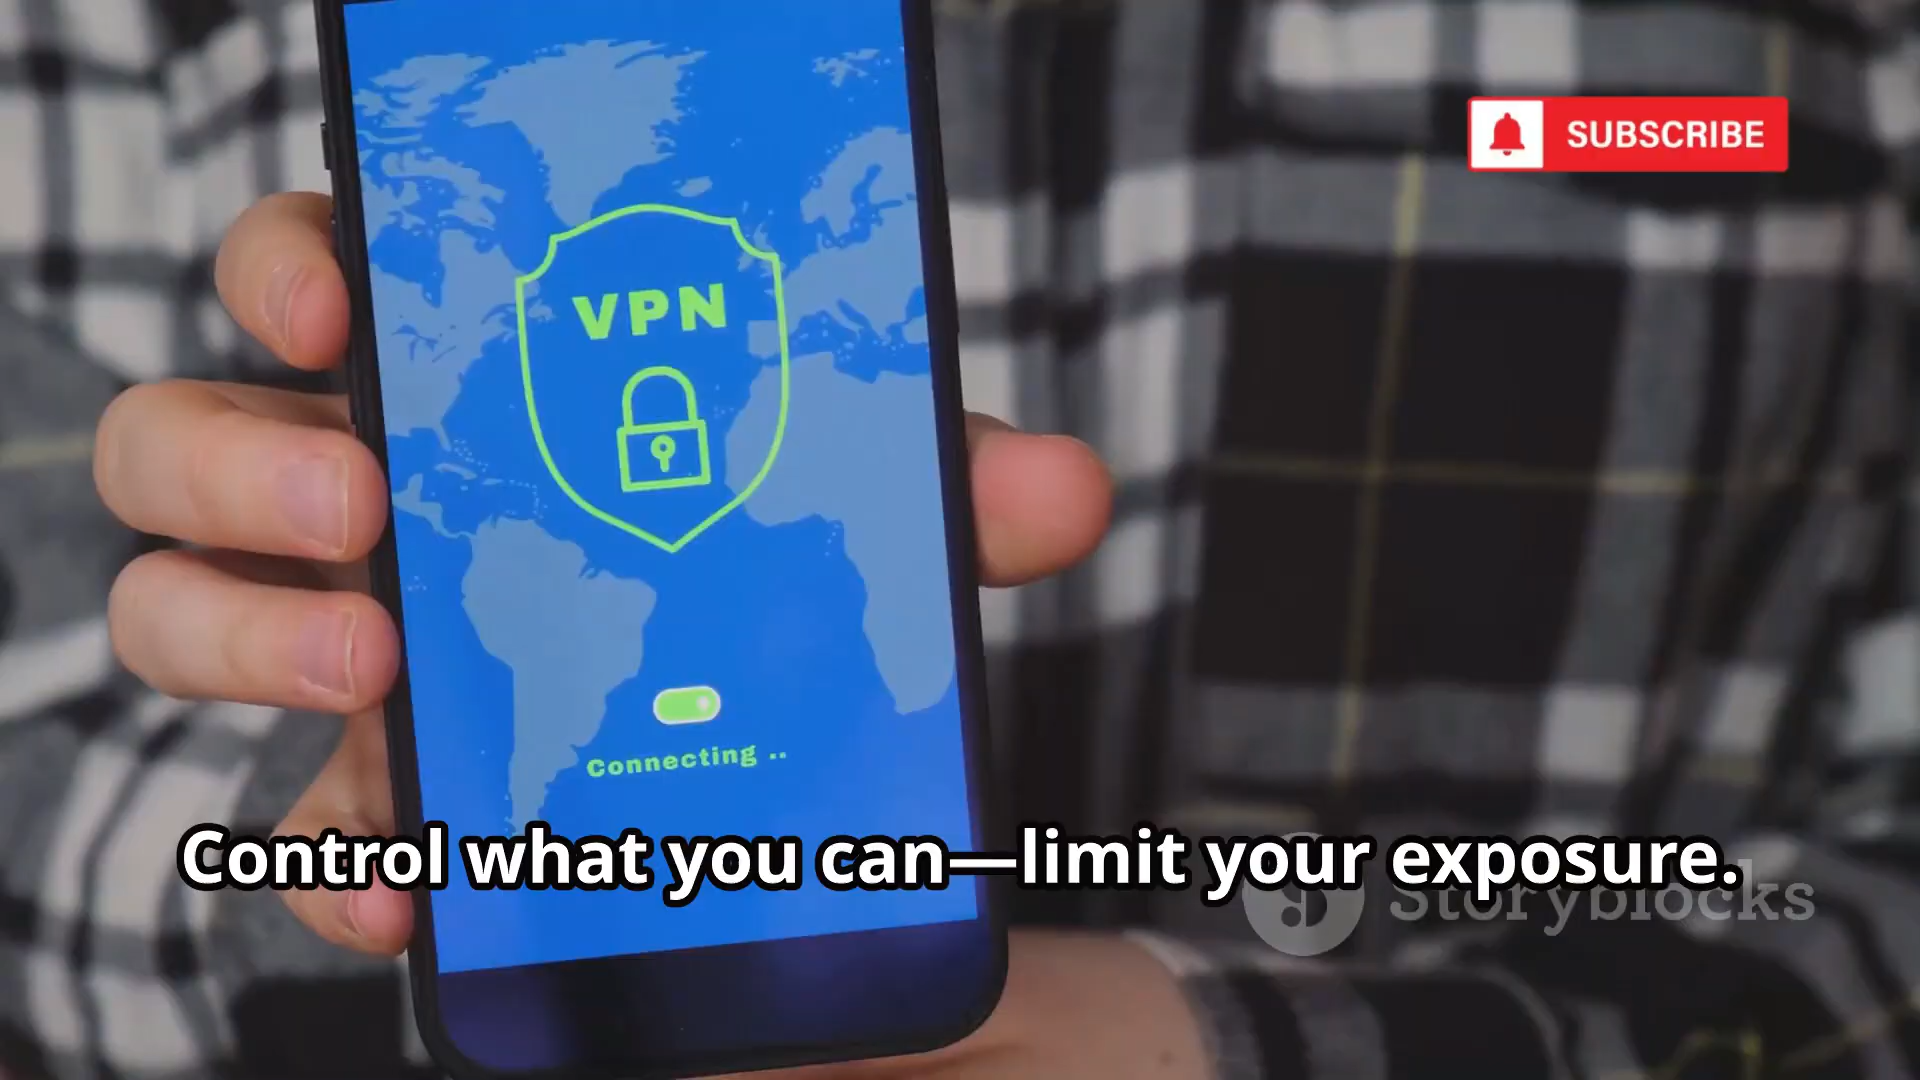 SUBSCRIBE
VPN
Connecting ..
Control what you can—limit your exposure.
Storyblocks